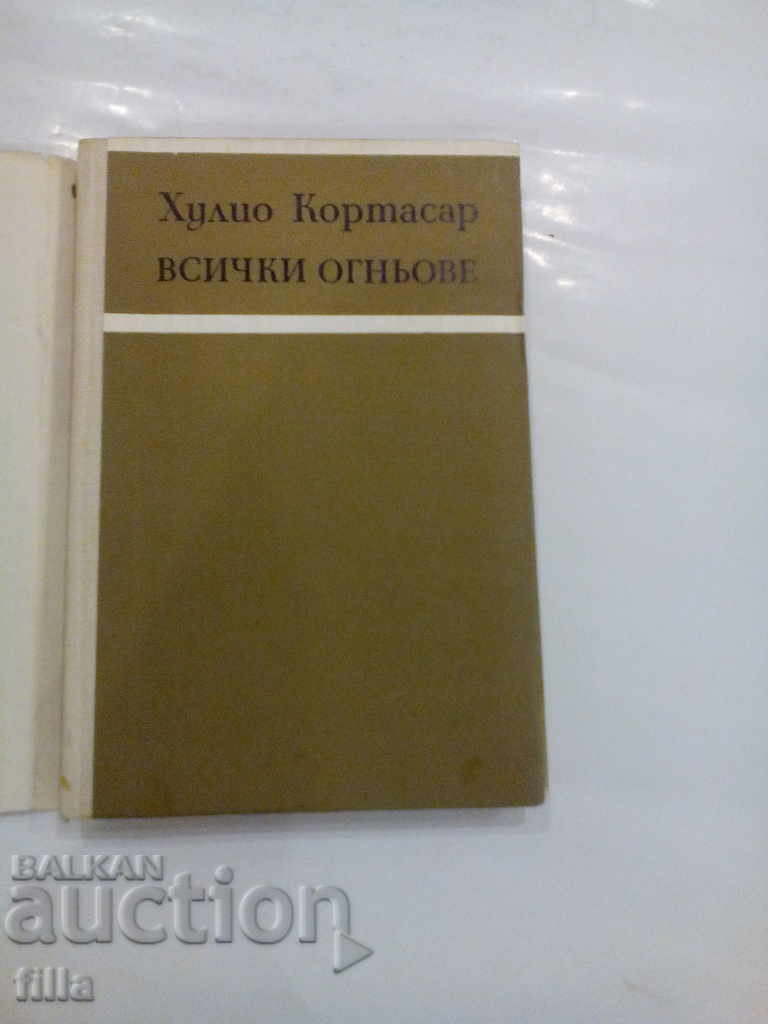 Хулио Кортасар
ВСИЧКИ ОГНЬОВЕ
BALKAN
auction
filla